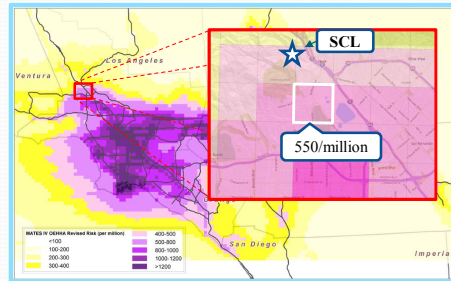 Ventura
Los Angeles
SCL
550/million
San Diego
Imperia
MATES IV OEHHA Revised Risk (per million)
<100
100-200
200-300
300-400
400-500
500-800
800-1000
1000-1200
>1200